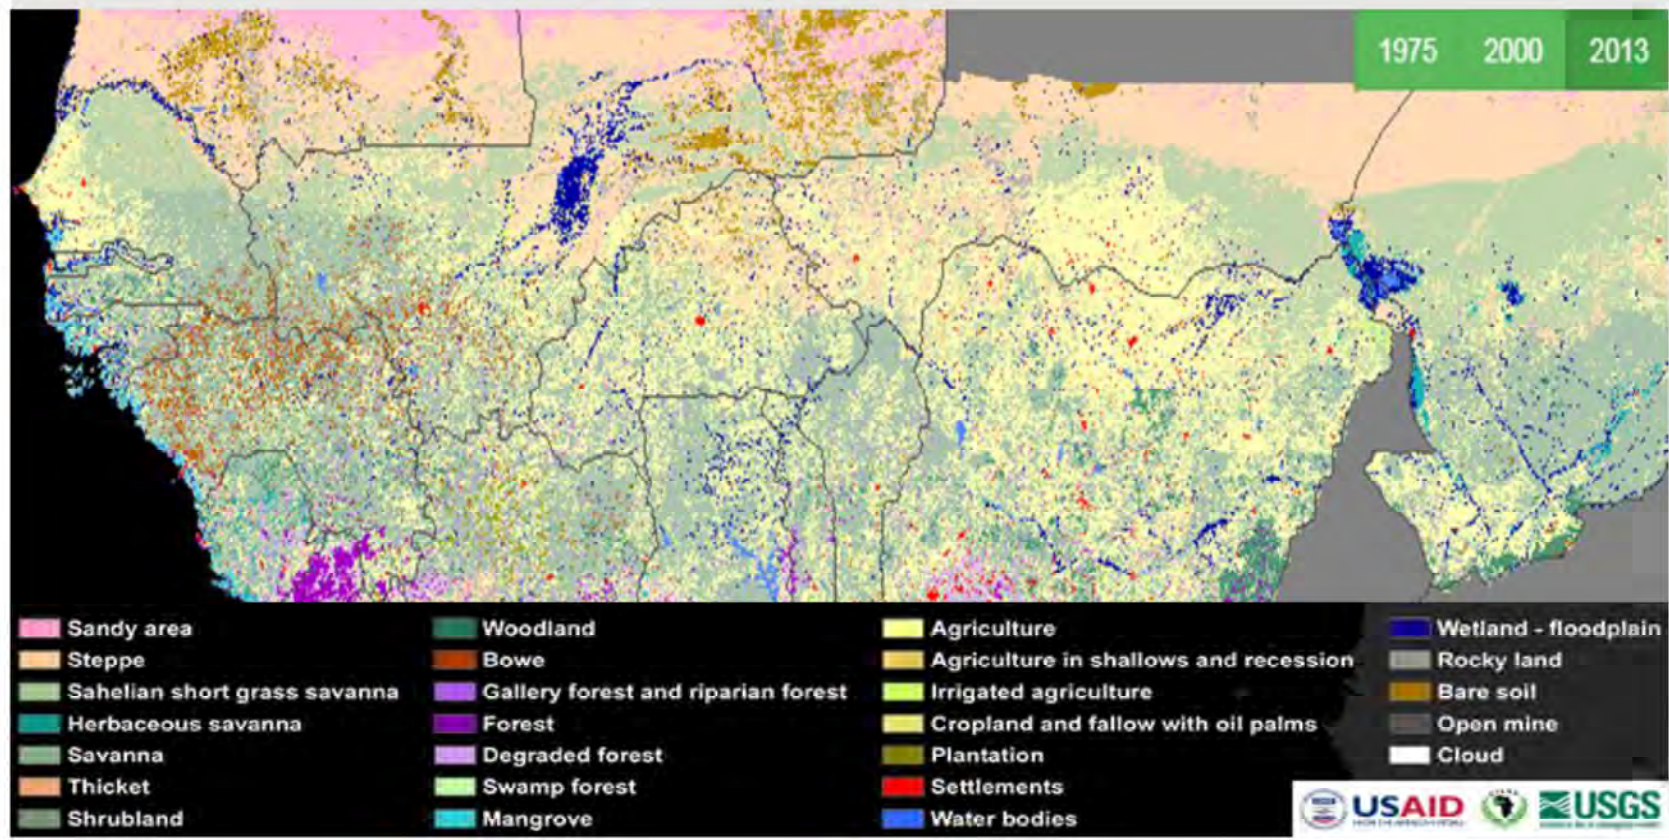 1975 2000 2013
Sandy area
Steppe
Sahelian short grass savanna
Herbaceous savanna
Savanna
Thicket
Shrubland
Woodland
Bowe
Gallery forest and riparian forest
Forest
Degraded forest
Swamp forest
Mangrove
Agriculture
Agriculture in shallows and recession
Irrigated agriculture
Cropland and fallow with oil palms
Plantation
Settlements
Water bodies
Wetland - floodplain
Rocky land
Bare soil
Open mine
Cloud
USAID
USGS